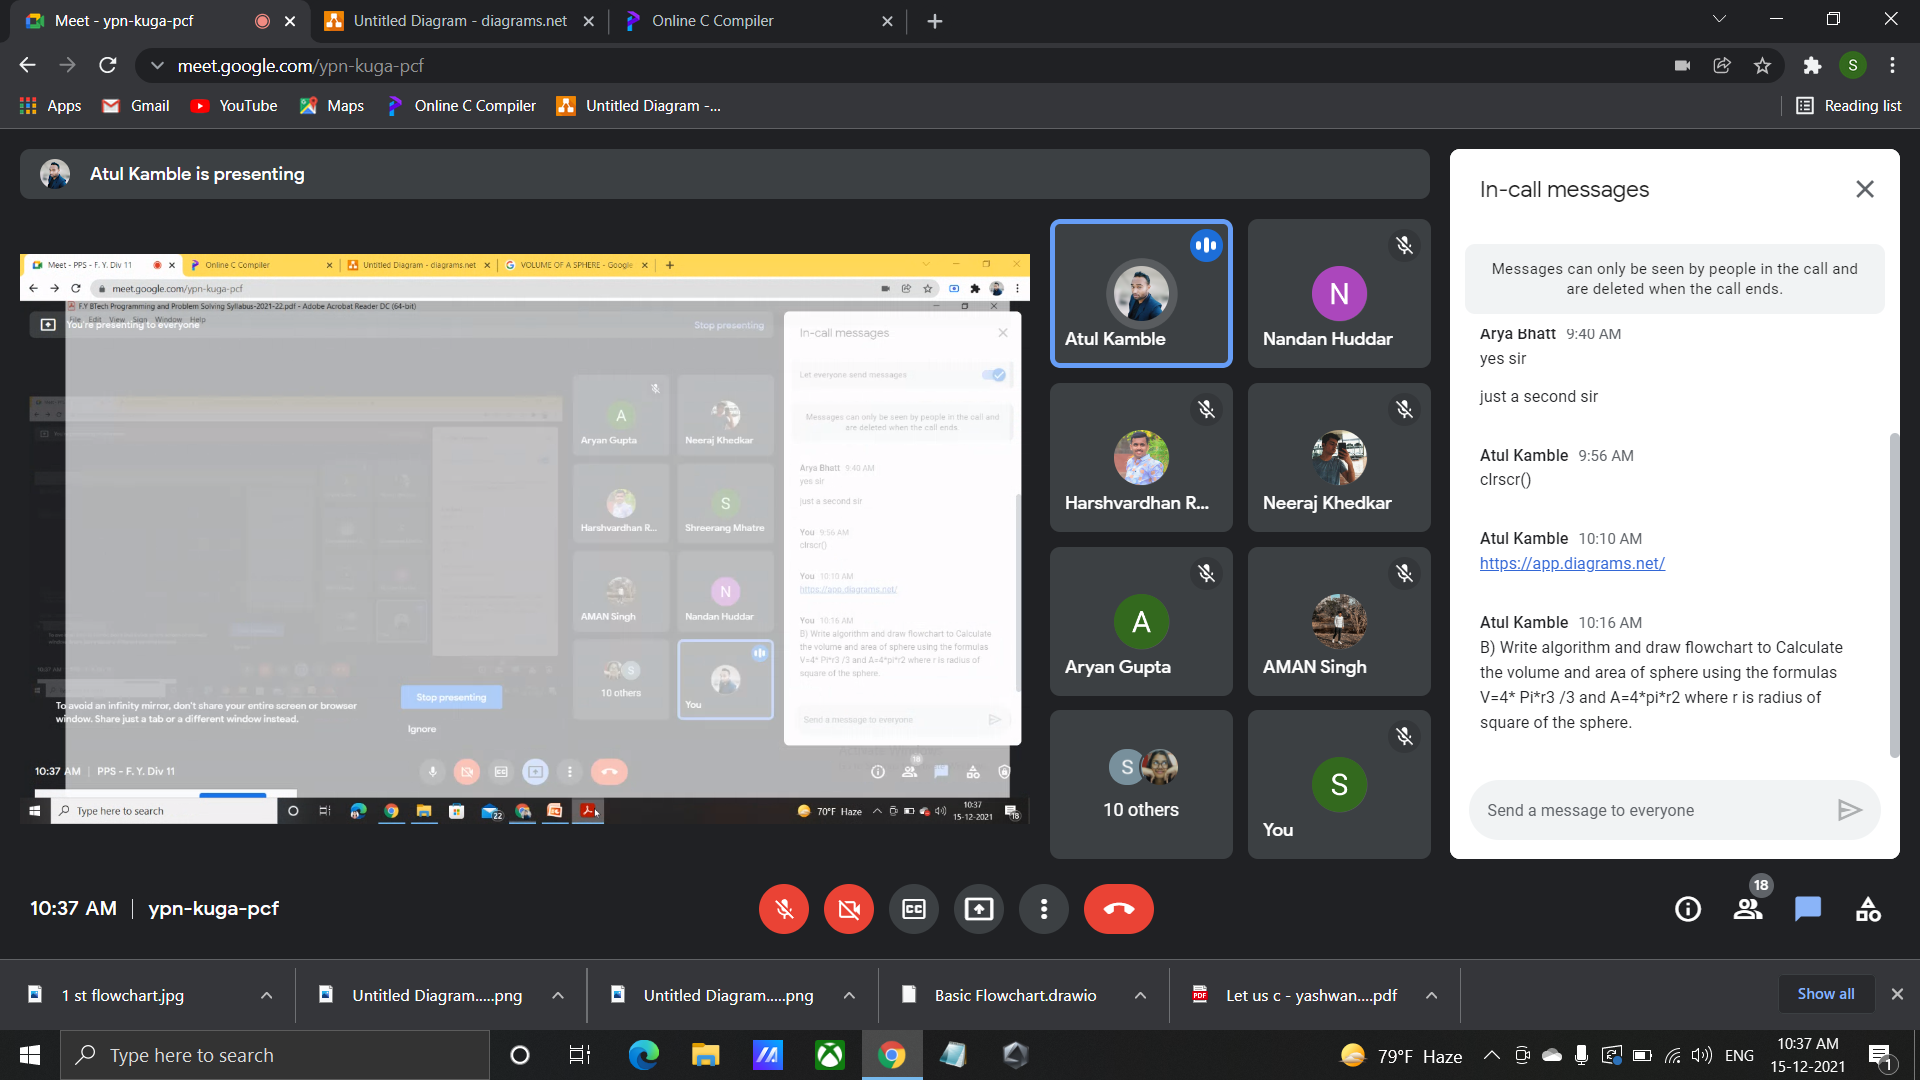 Meet - ypn-kuga-pcf
Untitled Diagram - diagrams.net
Online C Compiler
meet.google.com/ypn-kuga-pcf
S
Apps
Gmail
YouTube
Maps
Online C Compiler
Untitled Diagram -...
Reading list
Atul Kamble is presenting
Meet - PPS - F. Y. Div 11
Online C Compiler
Untitled Diagram - diagrams.net
VOLUME OF A SPHERE - Google
meet.google.com/ypn-kuga-pcf
F.Y BTech Programming and Problem Solving Syllabus-2021-22.pdf - Adobe Acrobat Reader DC (64-bit)
File Edit View Sign Window Help
You're presenting to everyone
Stop presenting
In-call messages
Let everyone send messages
Messages can only be seen by people in the call and
are deleted when the call ends.
A
Aryan Gupta
Neeraj Khedkar
Harshvardhan R...
S
Shreerang Mhatre
AMAN Singh
N
Nandan Huddar
S
10 others
You
Arya Bhatt 9:40 AM
yes sir
just a second sir
You 9:56 AM
clrscr()
You 10:10 AM
https://app.diagrams.net/
You 10:16 AM
B) Write algorithm and draw flowchart to Calculate
the volume and area of sphere using the formulas
V=4* Pi*r3 /3 and A=4*pi*r2 where r is radius of
square of the sphere.
Send a message to everyone
To avoid an infinity mirror, don't share your entire screen or browser
window. Share just a tab or a different window instead.
Stop presenting
Ignore
10:37 AM | PPS - F. Y. Div 11
18
Type here to search
22
70°F Haze
10:37
15-12-2021
18
Atul Kamble
N
Nandan Huddar
Harshvardhan R...
Neeraj Khedkar
A
Aryan Gupta
AMAN Singh
S
10 others
S
You
In-call messages
Messages can only be seen by people in the call and
are deleted when the call ends.
Arya Bhatt 9:40 AM
yes sir
just a second sir
Atul Kamble 9:56 AM
clrscr()
Atul Kamble 10:10 AM
https://app.diagrams.net/
Atul Kamble 10:16 AM
B) Write algorithm and draw flowchart to Calculate
the volume and area of sphere using the formulas
V=4* Pi*r3 /3 and A=4*pi*r2 where r is radius of
square of the sphere.
Send a message to everyone
10:37 AM | ypn-kuga-pcf
CC
18
1 st flowchart.jpg
Untitled Diagram.....png
Untitled Diagram.....png
Basic Flowchart.drawio
PDF
Let us c - yashwan....pdf
Show all
Type here to search
79°F Haze
ENG
10:37 AM
15-12-2021
1